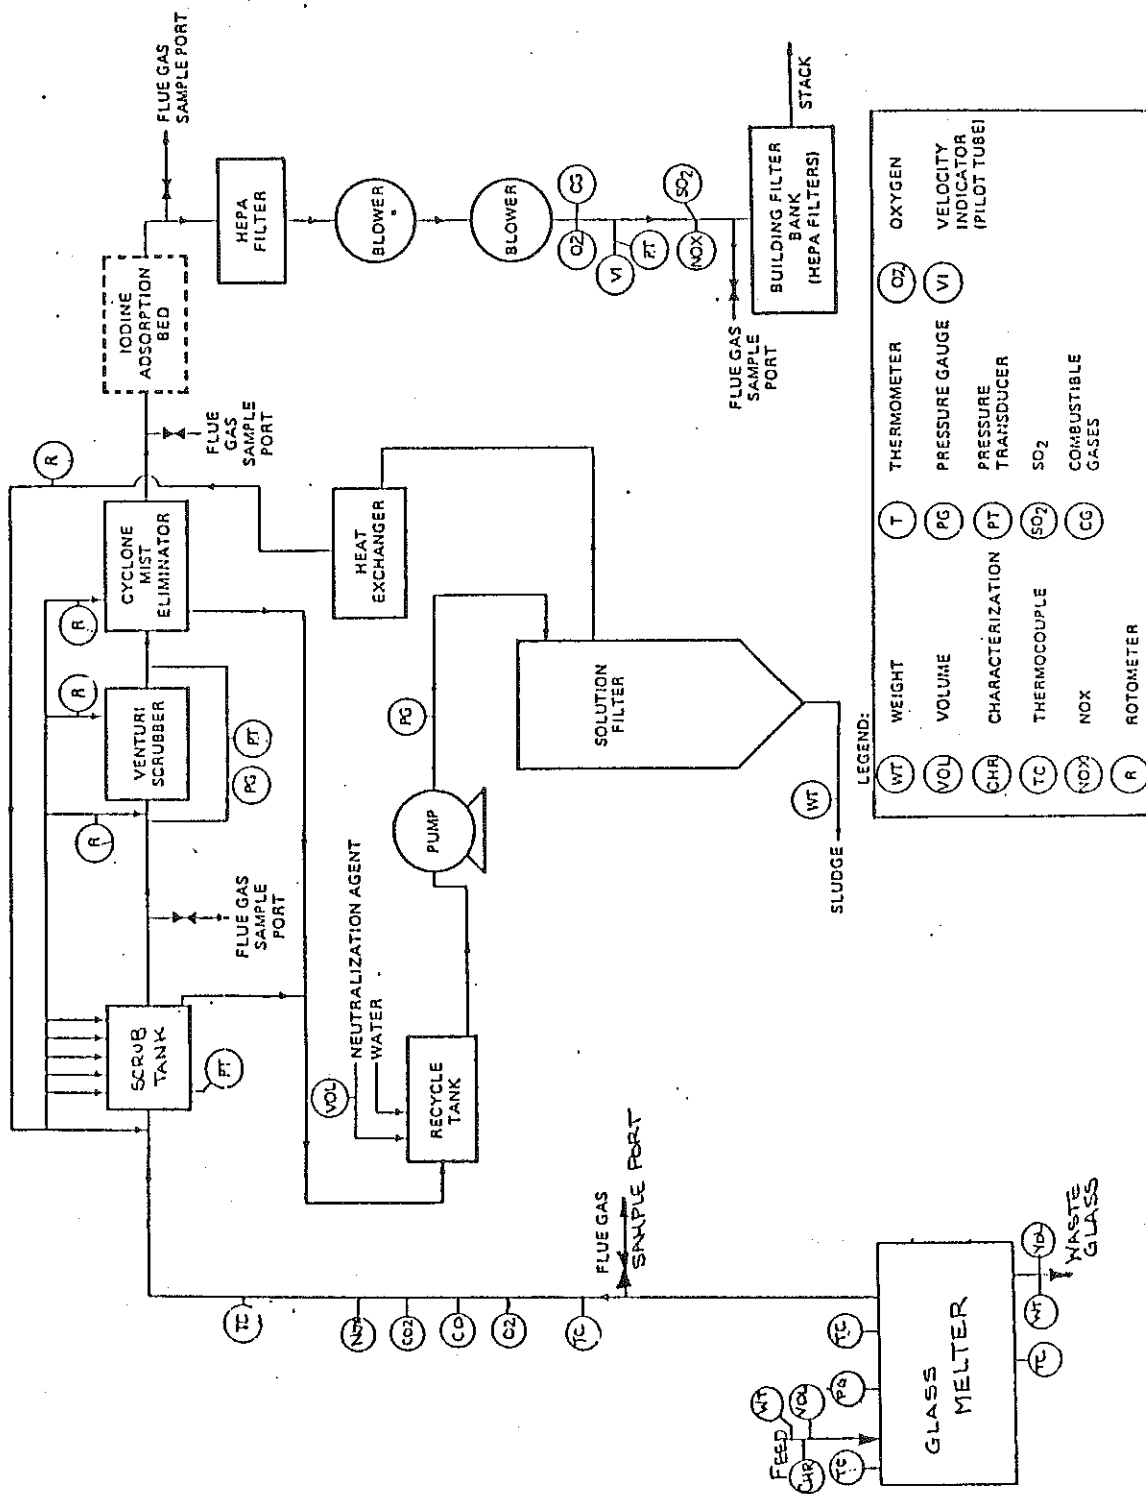 FLUE GAS
SAMPLE PORT
IODINE
ADSORPTION
BED
HEPA
FILTER
BLOWER
BLOWER
O2
CG
VI
PT
NOX
SO2
FLUE GAS
SAMPLE
PORT
BUILDING FILTER
BANK
(HEPA FILTERS)
STACK
FLUE
GAS
SAMPLE
PORT
R
CYCLONE
MIST
ELIMINATOR
R
VENTURI
SCRUBBER
R
R
PG
PT
HEAT
EXCHANGER
FLUE GAS
SAMPLE
PORT
SCRUB
TANK
PT
PG
PUMP
SOLUTION
FILTER
WT
SLUDGE
NEUTRALIZATION AGENT
WATER
VOL
RECYCLE
TANK
FLUE GAS
SAMPLE PORT
TC
CO2
CO
O2
TC
FEED
WT
CHR
VOL
TC
PG
TC
GLASS
MELTER
TC
WT
VOL
WASTE
GLASS
LEGEND:
WT WEIGHT
VOL VOLUME
CHR CHARACTERIZATION
TC THERMOCOUPLE
NOX NOX
R ROTOMETER
T THERMOMETER
PG PRESSURE GAUGE
PT PRESSURE
TRANSDUCER
SO2 SO2
CG COMBUSTIBLE
GASES
O2 OXYGEN
VI VELOCITY
INDICATOR
(PILOT TUBE)